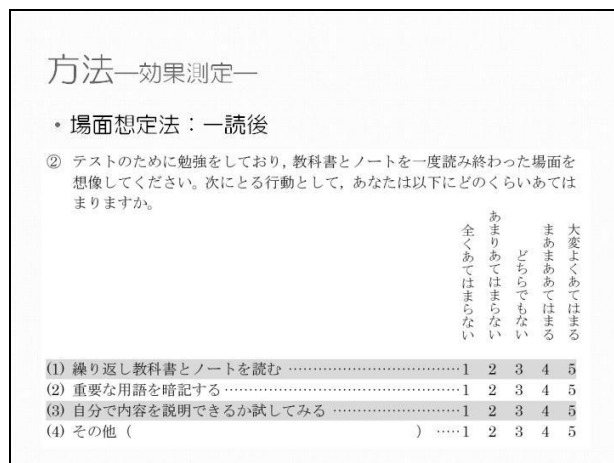 方法―効果測定―
・場面想定法：一読後
② テストのために勉強をしており，教科書とノートを一度読み終わった場面を
想像してください。次にとる行動として，あなたは以下にどのくらいあては
まりますか。
全くあてはまらない
あまりあてはまらない
どちらでもない
まあまああてはまる
大変よくあてはまる
(1) 繰り返し教科書とノートを読む ……………………………1 2 3 4 5
(2) 重要な用語を暗記する ……………………………………1 2 3 4 5
(3) 自分で内容を説明できるか試してみる ……………………1 2 3 4 5
(4) その他（ ） ……1 2 3 4 5